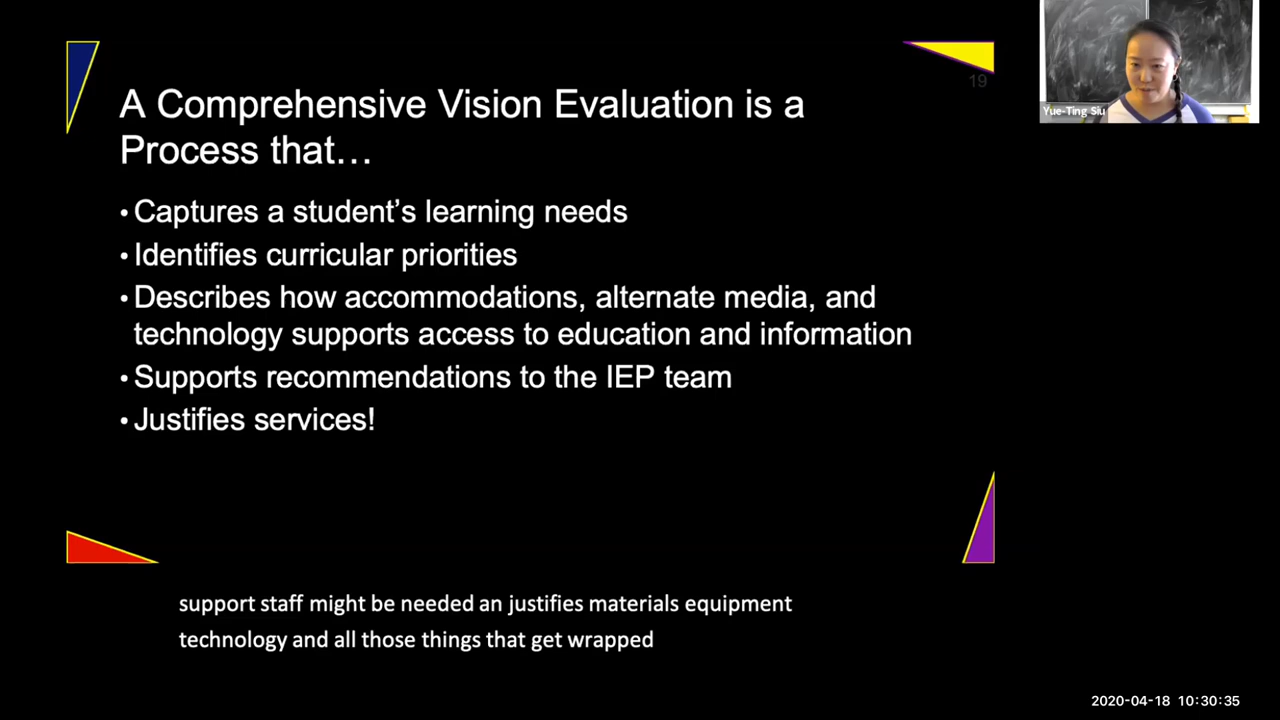 19
A Comprehensive Vision Evaluation is a
Process that…
• Captures a student’s learning needs
• Identifies curricular priorities
• Describes how accommodations, alternate media, and
technology supports access to education and information
• Supports recommendations to the IEP team
• Justifies services!
Yue-Ting Siu
support staff might be needed an justifies materials equipment
technology and all those things that get wrapped
2020-04-18 10:30:35